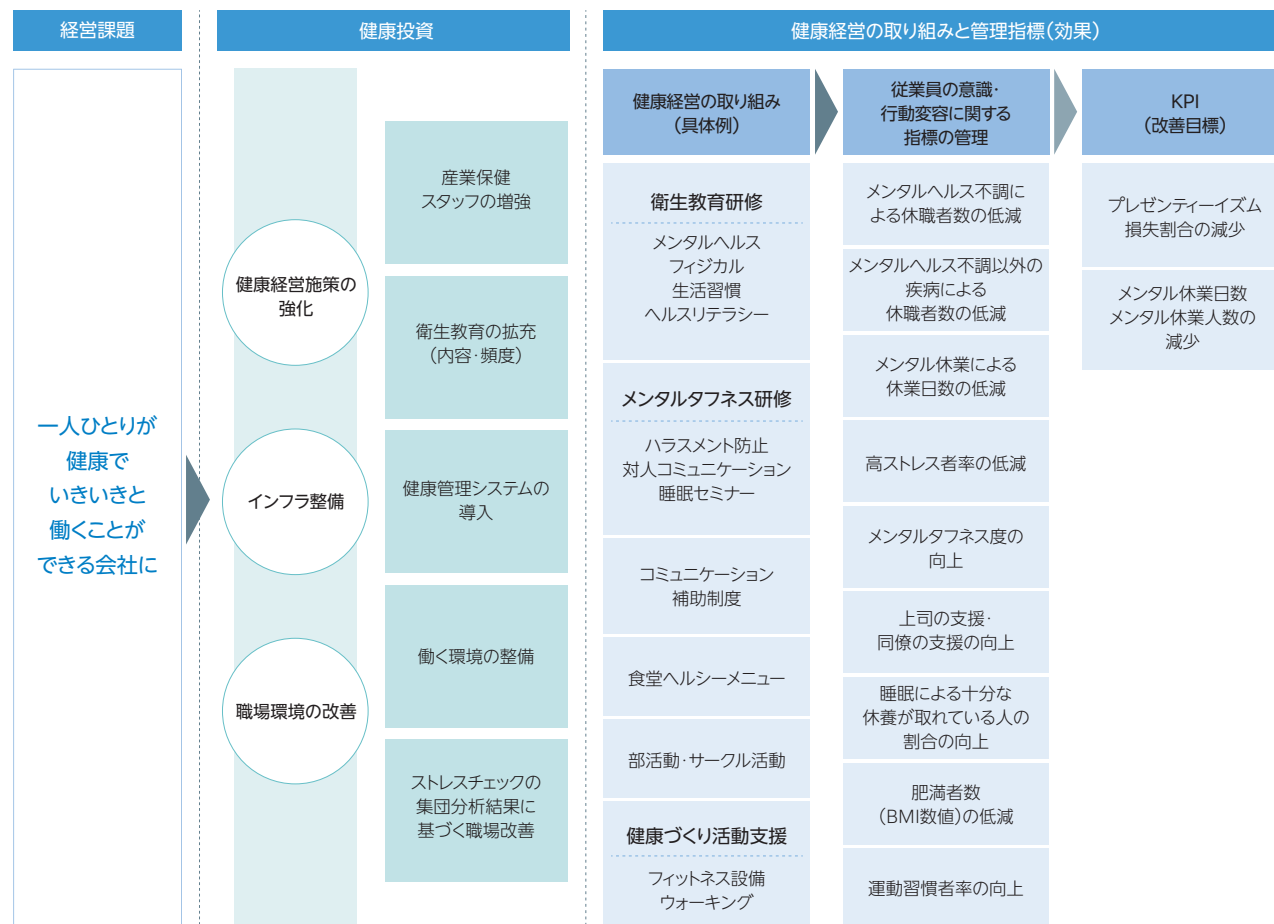 経営課題
健康投資
健康経営の取り組みと管理指標(効果)
一人ひとりが
健康で
いきいきと
働くことが
できる会社に
健康経営施策の
強化
インフラ整備
職場環境の改善
産業保健
スタッフの増強
衛生教育の拡充
(内容・頻度)
健康管理システムの
導入
働く環境の整備
ストレスチェックの
集団分析結果に
基づく職場改善
健康経営の取り組み
(具体例)
衛生教育研修
メンタルヘルス
フィジカル
生活習慣
ヘルスリテラシー
メンタルタフネス研修
ハラスメント防止
対人コミュニケーション
睡眠セミナー
コミュニケーション
補助制度
食堂ヘルシーメニュー
部活動・サークル活動
健康づくり活動支援
フィットネス設備
ウォーキング
従業員の意識・
行動変容に関する
指標の管理
メンタルヘルス不調に
よる休職者数の低減
メンタルヘルス不調以外の
疾病による
休職者数の低減
メンタル休業による
休業日数の低減
高ストレス者率の低減
メンタルタフネス度の
向上
上司の支援・
同僚の支援の向上
睡眠による十分な
休養が取れている人の
割合の向上
肥満者数
(BMI数値)の低減
運動習慣者率の向上
KPI
(改善目標)
プレゼンティーイズム
損失割合の減少
メンタル休業日数
メンタル休業人数の
減少